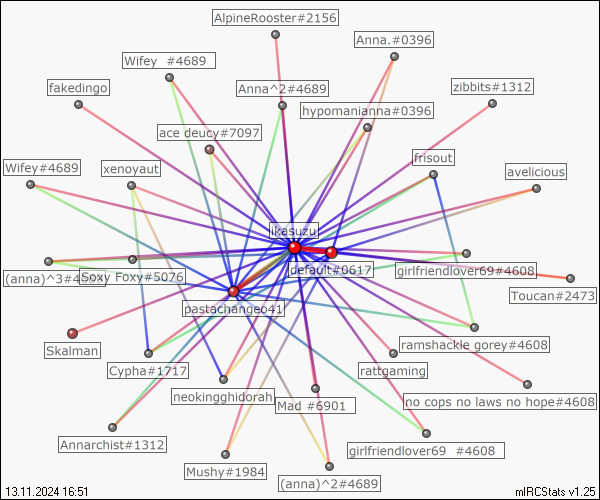 AlpineRooster#2156
Anna.#0396
Wifey  #4689
fakedingo
Anna^2#4689
zibbits#1312
hypomanianna#0396
ace deucy#7097
frisout
Wifey#4689
xenoyaut
avelicious
ikasuzu
default#0617
girlfriendlover69#4608
(anna)^3#4689
Soxy Foxy#5076
Toucan#2473
pastachangeo41
Skalman
ramshackle gorey#4608
Cypha#1717
rattgaming
neokingghidorah
Mad #6901
no cops no laws no hope#4608
Annarchist#1312
girlfriendlover69  #4608
Mushy#1984
(anna)^2#4689
13.11.2024 16:51
mIRCStats v1.25